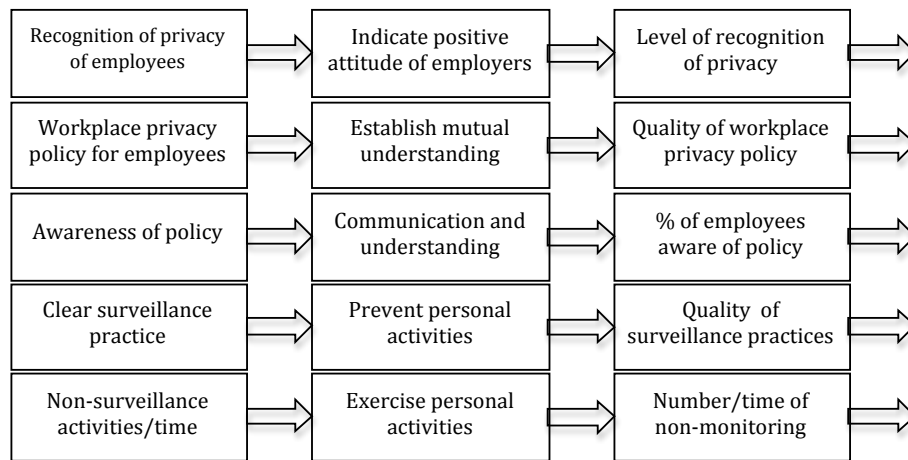 Recognition of privacy
of employees
Indicate positive
attitude of employers
Level of recognition
of privacy
Workplace privacy
policy for employees
Establish mutual
understanding
Quality of workplace
privacy policy
Awareness of policy
Communication and
understanding
% of employees
aware of policy
Clear surveillance
practice
Prevent personal
activities
Quality of
surveillance practices
Non-surveillance
activities/time
Exercise personal
activities
Number/time of
non-monitoring